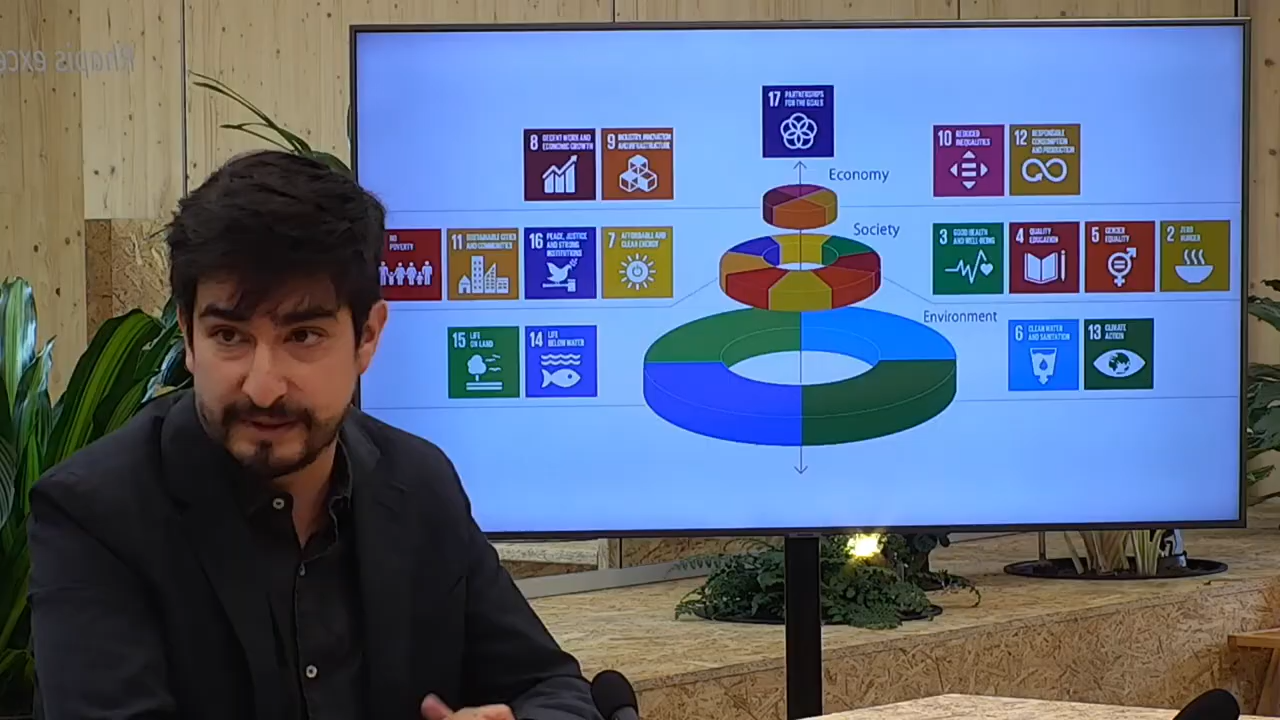 Rhapis exce
17 PARTNERSHIPS
FOR THE GOALS
8 DECENT WORK AND
ECONOMIC GROWTH
9 INDUSTRY, INNOVATION
AND INFRASTRUCTURE
10 REDUCED
INEQUALITIES
12 RESPONSIBLE
CONSUMPTION
AND PRODUCTION
Economy
NO
POVERTY
11 SUSTAINABLE CITIES
AND COMMUNITIES
16 PEACE, JUSTICE
AND STRONG
INSTITUTIONS
7 AFFORDABLE AND
CLEAN ENERGY
Society
3 GOOD HEALTH
AND WELL-BEING
4 QUALITY
EDUCATION
5 GENDER
EQUALITY
2 ZERO
HUNGER
15 LIFE
ON LAND
14 LIFE
BELOW WATER
Environment
6 CLEAN WATER
AND SANITATION
13 CLIMATE
ACTION